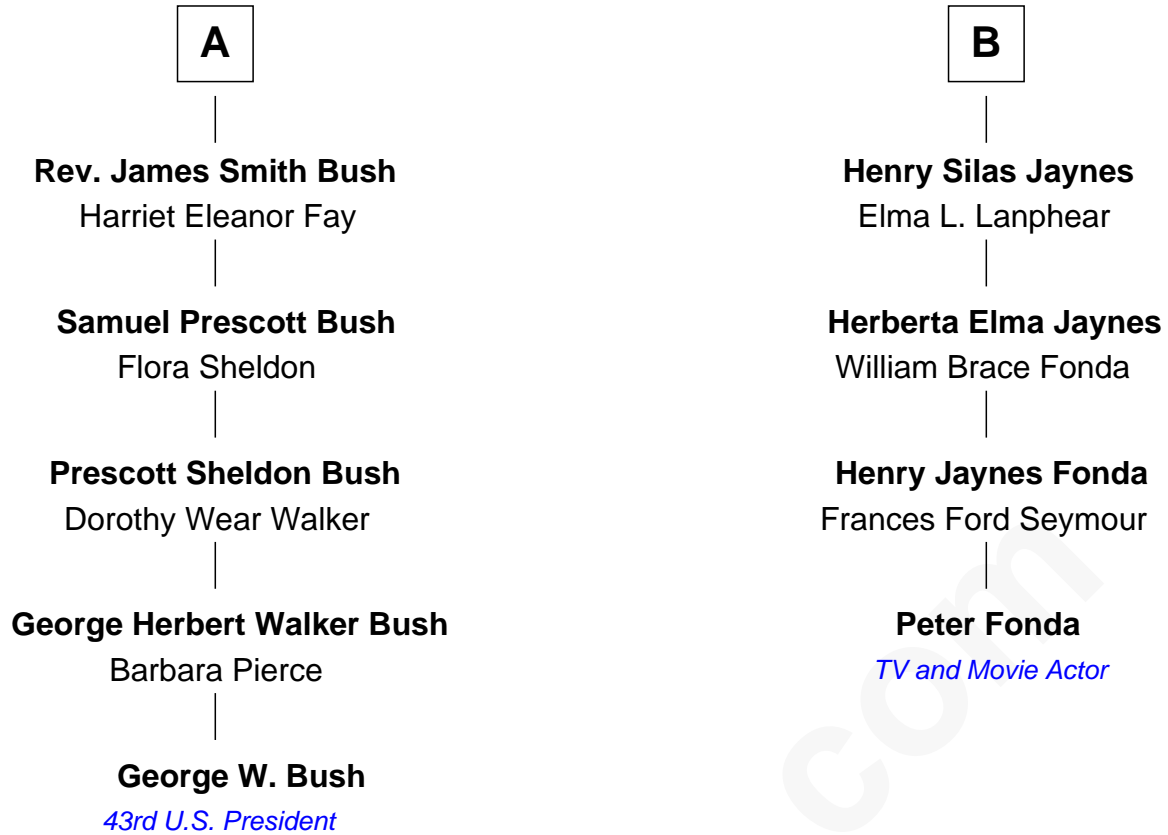 A
Rev. James Smith Bush
Harriet Eleanor Fay
Samuel Prescott Bush
Flora Sheldon
Prescott Sheldon Bush
Dorothy Wear Walker
George Herbert Walker Bush
Barbara Pierce
George W. Bush
43rd U.S. President
B
Henry Silas Jaynes
Elma L. Lanphear
Herberta Elma Jaynes
William Brace Fonda
Henry Jaynes Fonda
Frances Ford Seymour
Peter Fonda
TV and Movie Actor
com